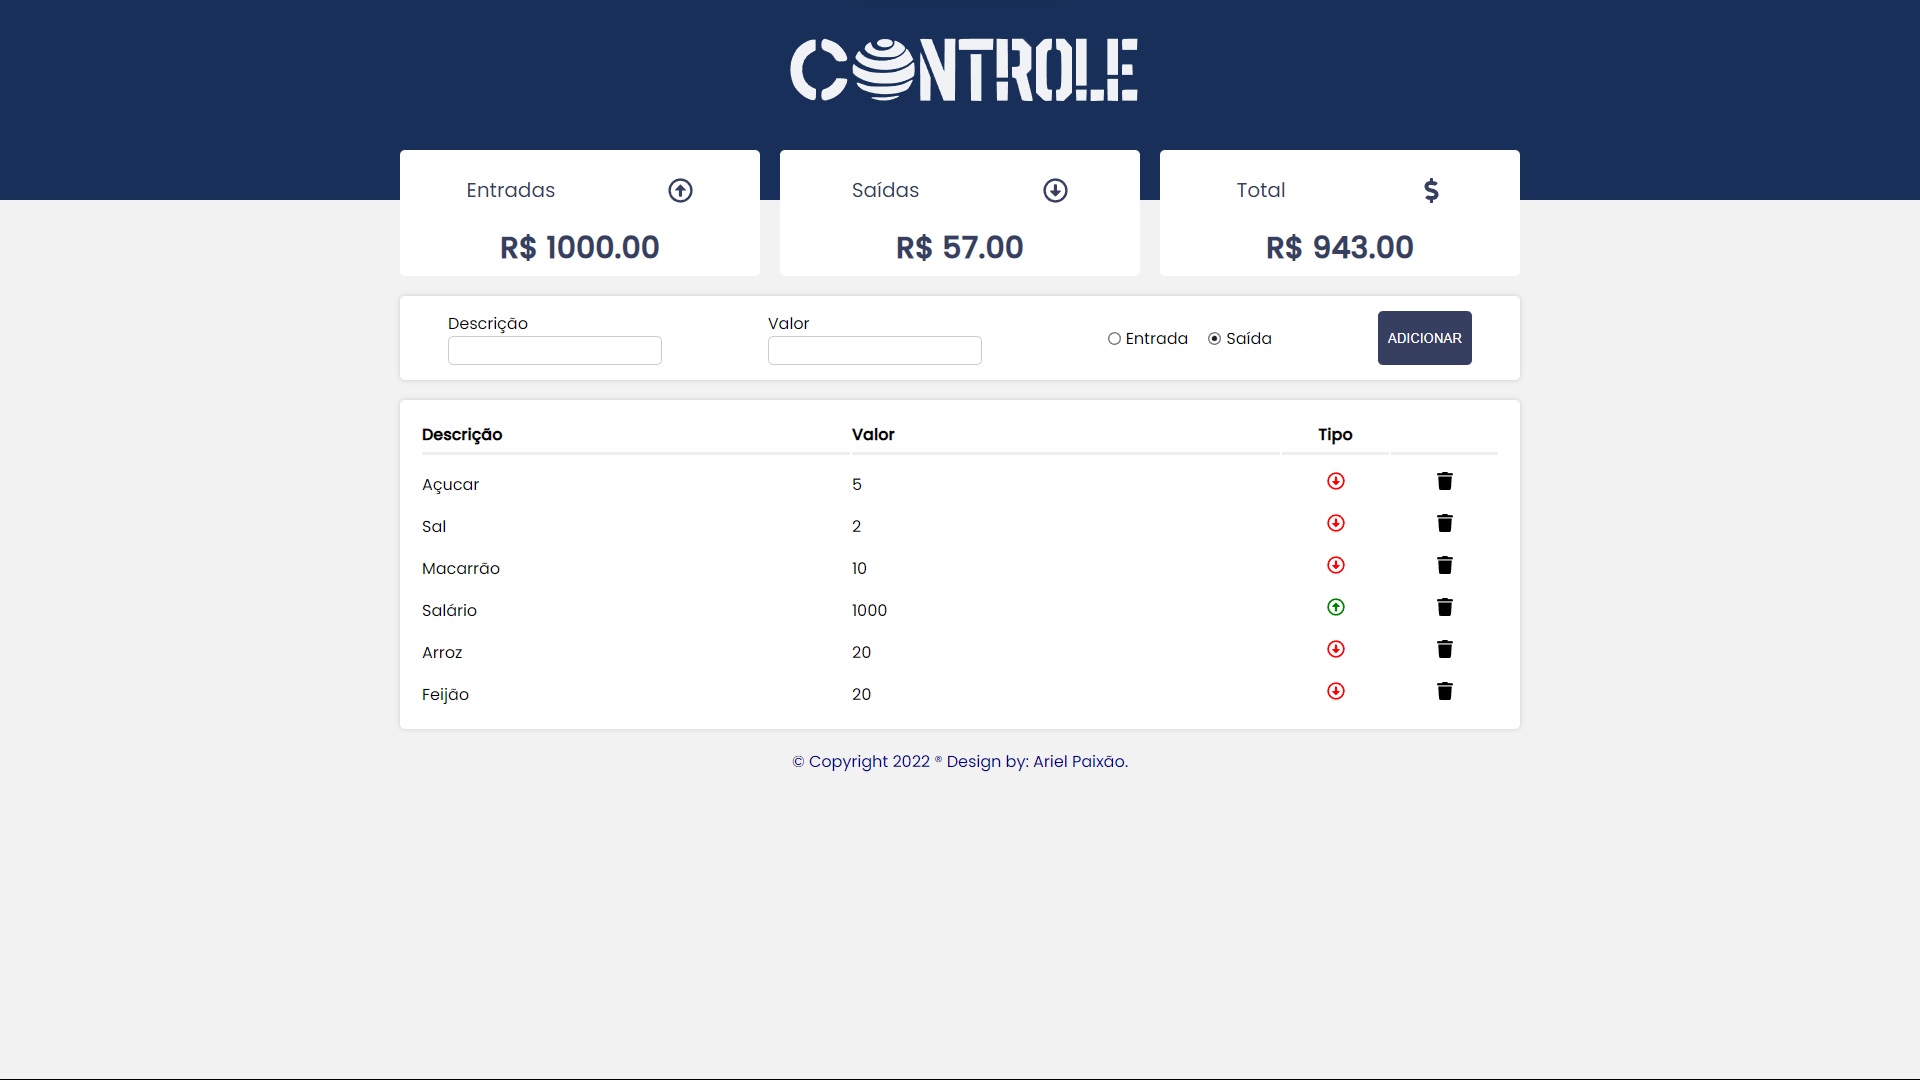 CONTROLE
Entradas
Saídas
Total
R$ 1000.00
R$ 57.00
R$ 943.00
Descrição
Valor
Entrada
Saída
ADICIONAR
Descrição Valor Tipo
Açucar 5
Sal 2
Macarrão 10
Salário 1000
Arroz 20
Feijão 20
© Copyright 2022 ® Design by: Ariel Paixão.